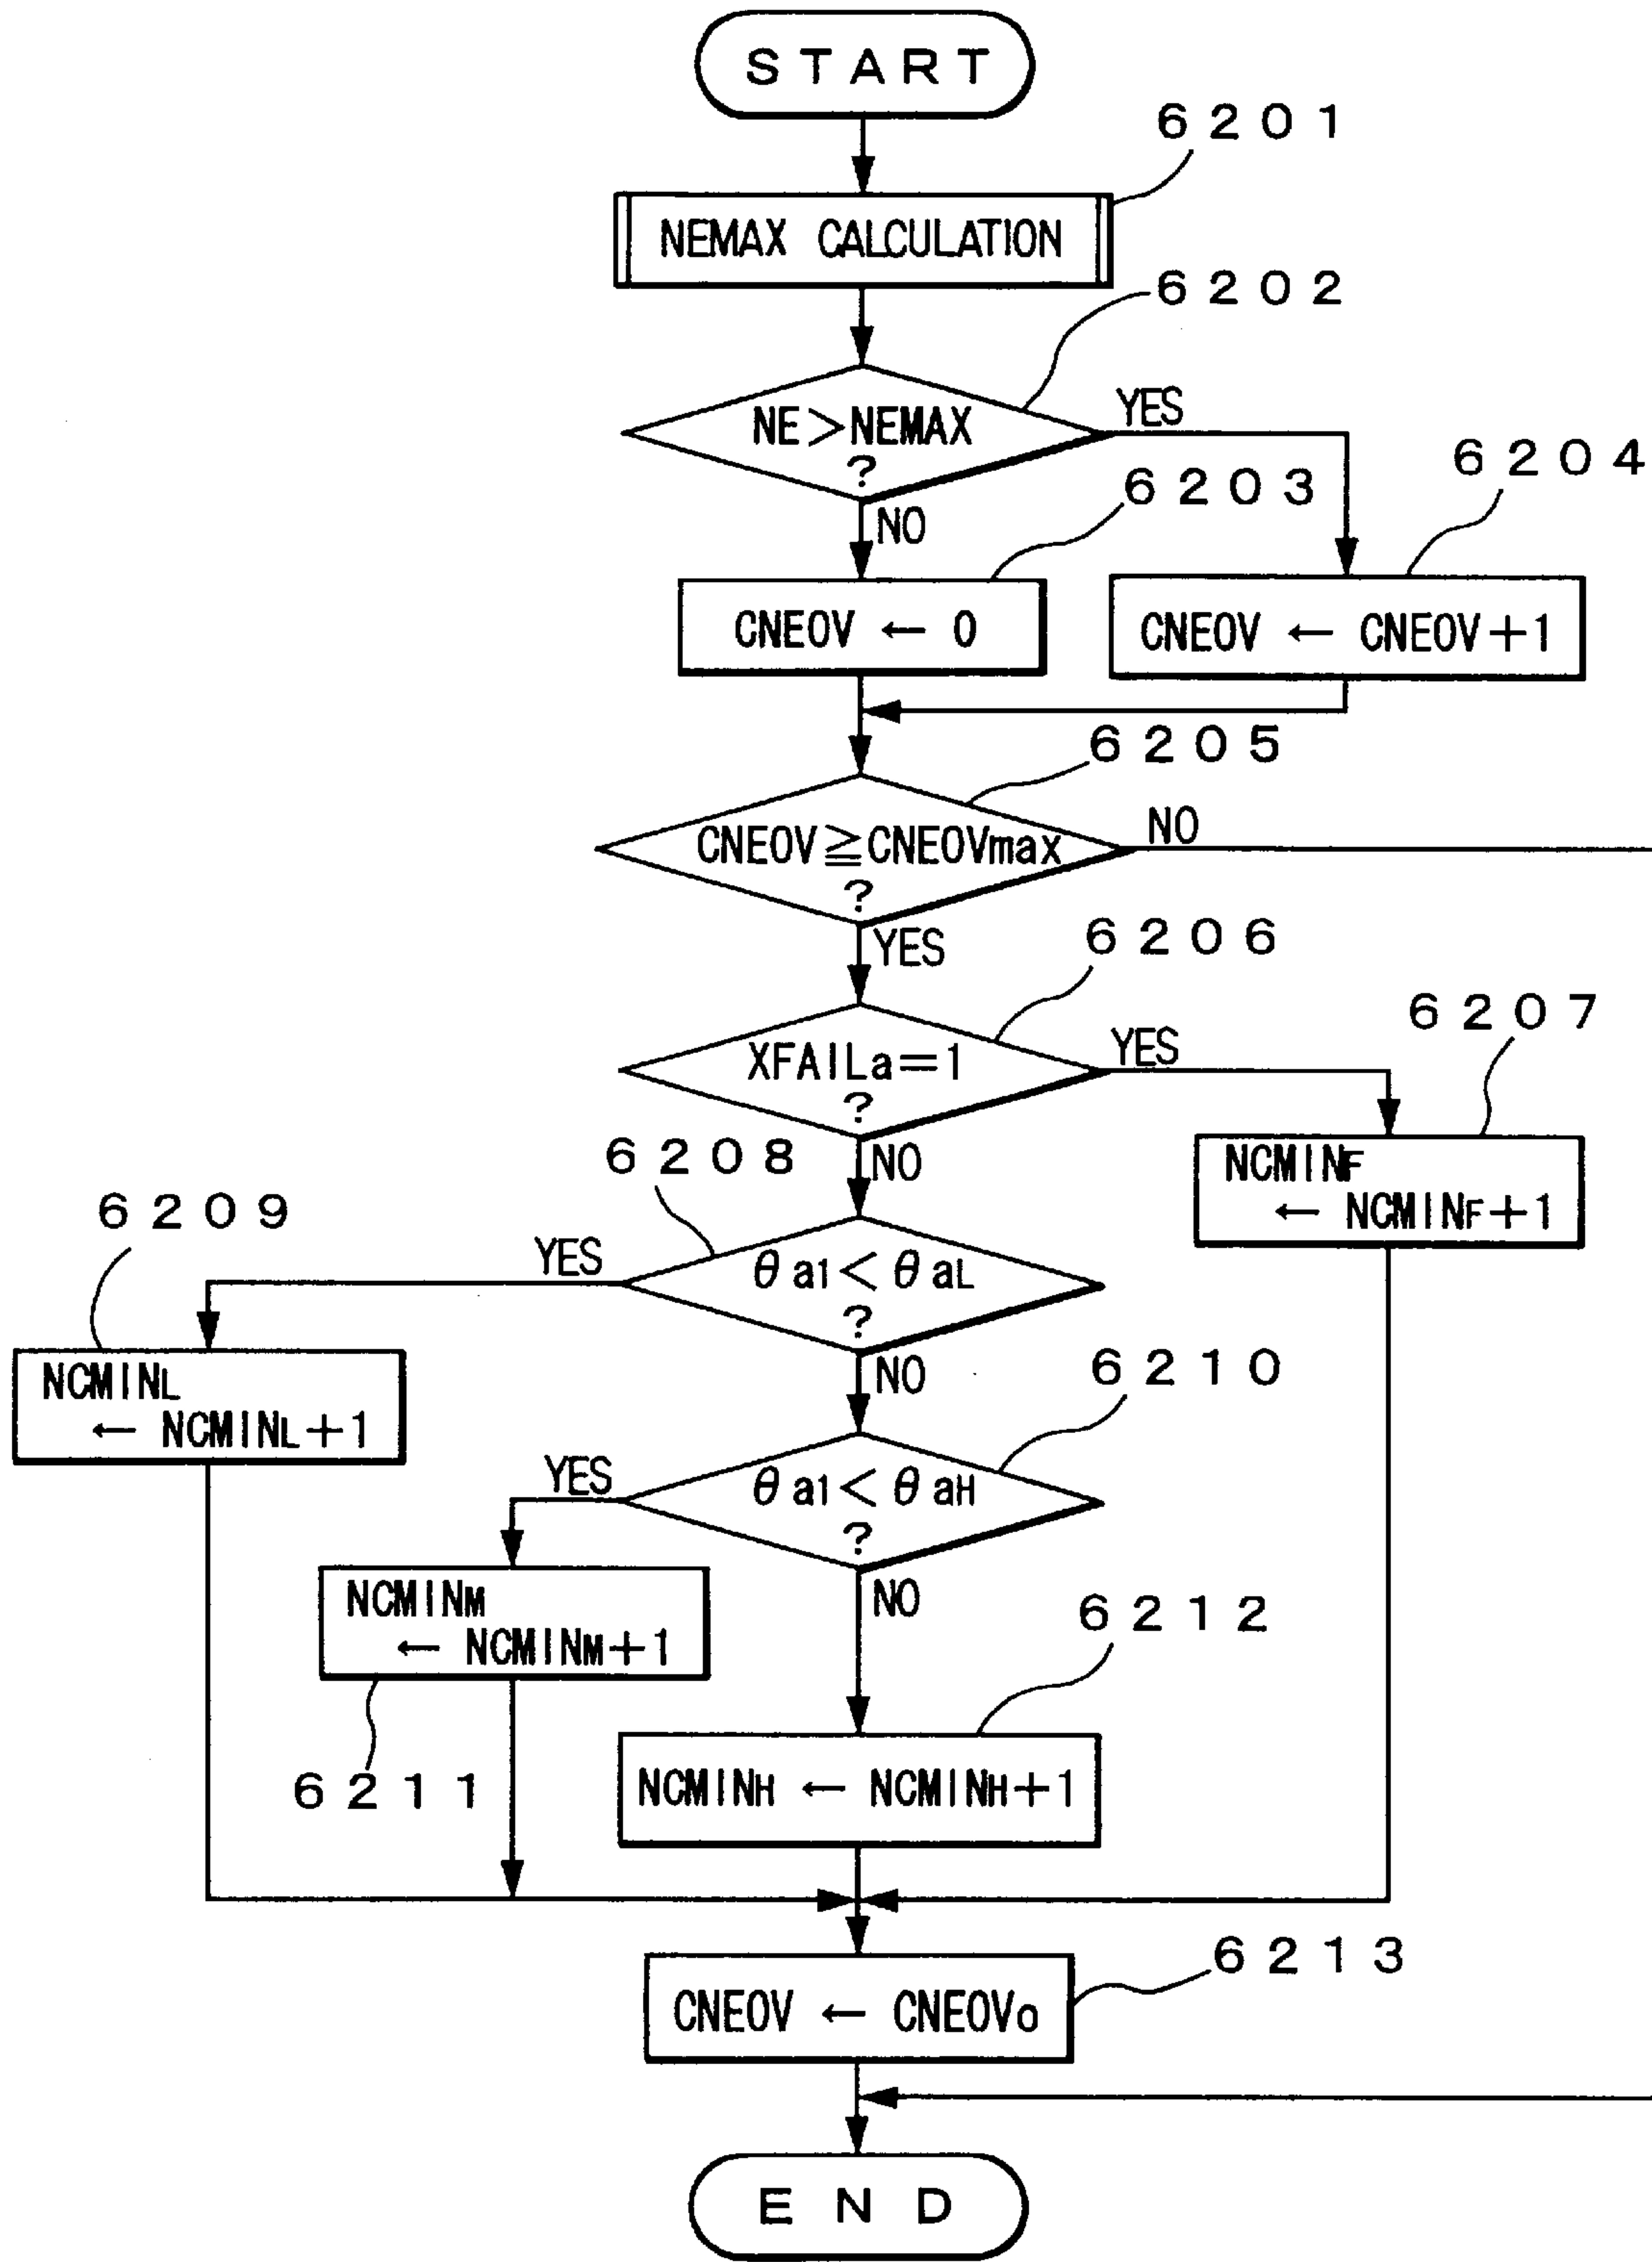 START
6201
NEMAX CALCULATION
6202
NE>NEMAX
?
YES
NO
6203
6204
CNEOV ← 0
CNEOV ← CNEOV+1
6205
CNEOV≧CNEOVmax
?
NO
YES
6206
XFAILa=1
?
YES
NO
6207
NCMINF
← NCMINF+1
6208
θa1<θaL
?
YES
NO
6209
NCMINL
← NCMINL+1
6210
θa1<θaH
?
YES
NO
NCMINM
← NCMINM+1
6211
6212
NCMINH ← NCMINH+1
6213
CNEOV ← CNEOV0
END